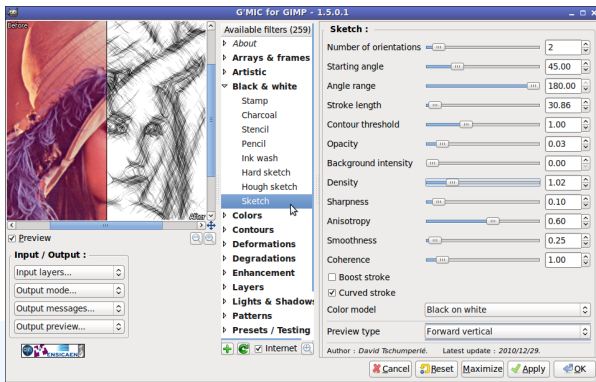 G'MIC for GIMP - 1.5.0.1
Before
After
Preview
Input / Output :
Input layers...
Output mode...
Output messages...
Output preview...
ENSICAEN
Available filters (259)
About
Arrays & frames
Artistic
Black & white
Stamp
Charcoal
Stencil
Pencil
Ink wash
Hard sketch
Hough sketch
Sketch
Colors
Contours
Deformations
Degradations
Enhancement
Layers
Lights & Shadows
Patterns
Presets / Testing
Internet
Sketch :
Number of orientations 2
Starting angle 45.00
Angle range 180.00
Stroke length 30.86
Contour threshold 1.00
Opacity 0.03
Background intensity 0.00
Density 1.02
Sharpness 0.10
Anisotropy 0.60
Smoothness 0.25
Coherence 1.00
Boost stroke
Curved stroke
Color model Black on white
Preview type Forward vertical
Author : David Tschumperlé. Latest update : 2010/12/29.
Cancel Reset Maximize Apply OK